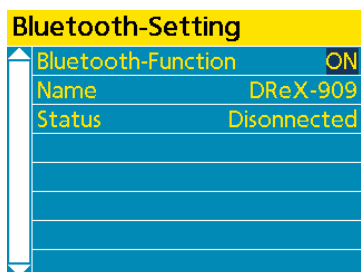 Bluetooth-Setting
Bluetooth-Function ON
Name DReX-909
Status Disonnected